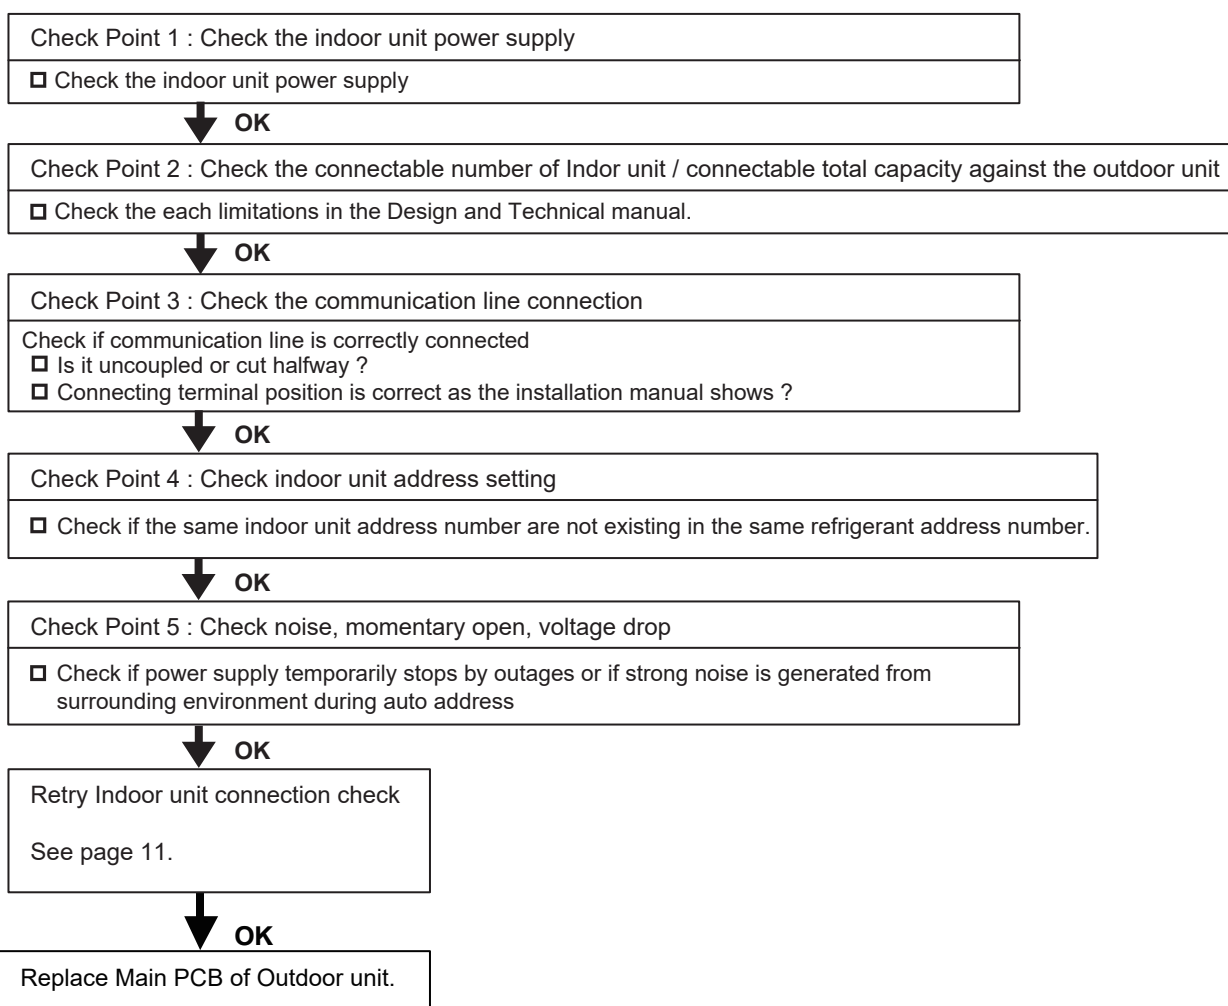 Check Point 1 : Check the indoor unit power supply
Check the indoor unit power supply
OK
Check Point 2 : Check the connectable number of Indor unit / connectable total capacity against the outdoor unit
Check the each limitations in the Design and Technical manual.
OK
Check Point 3 : Check the communication line connection
Check if communication line is correctly connected
Is it uncoupled or cut halfway ?
Connecting terminal position is correct as the installation manual shows ?
OK
Check Point 4 : Check indoor unit address setting
Check if the same indoor unit address number are not existing in the same refrigerant address number.
OK
Check Point 5 : Check noise, momentary open, voltage drop
Check if power supply temporarily stops by outages or if strong noise is generated from
surrounding environment during auto address
OK
Retry Indoor unit connection check
See page 11.
OK
Replace Main PCB of Outdoor unit.